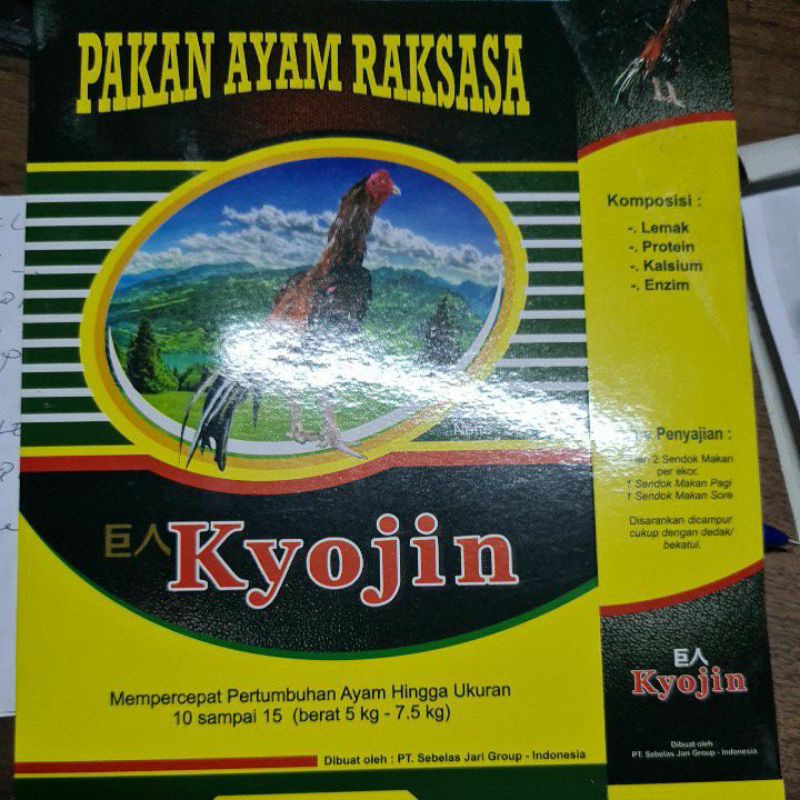 PAKAN AYAM RAKSASA
巨人 Kyojin
Mempercepat Pertumbuhan Ayam Hingga Ukuran
10 sampai 15 (berat 5 kg - 7.5 kg)
Dibuat oleh : PT. Sebelas Jari Group - Indonesia
Komposisi :
-. Lemak
-. Protein
-. Kalsium
-. Enzim
Penyajian :
2 Sendok Makan
per ekor.
1 Sendok Makan Pagi
1 Sendok Makan Sore
Disarankan dicampur
cukup dengan dedak/
bekatul.
巨人
Kyojin
Dibuat oleh :
PT. Sebelas Jari Group - Indonesia